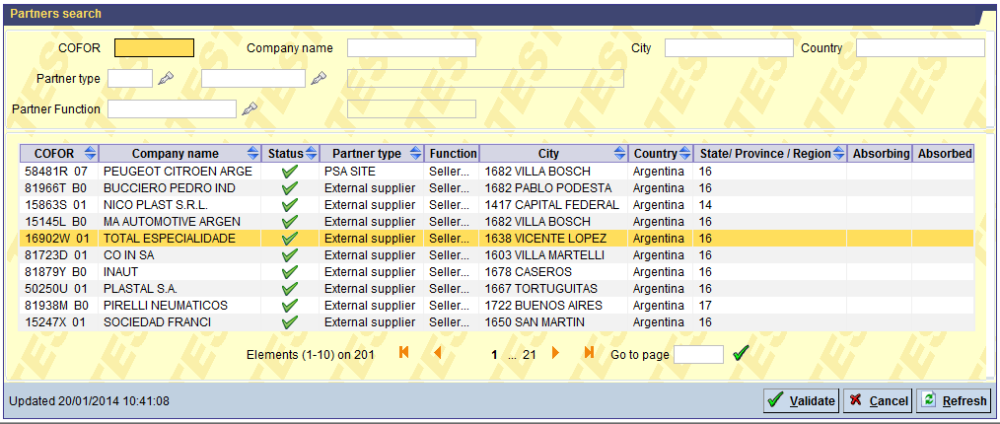 Partners search
COFOR Company name City Country
Partner type
Partner Function
COFOR Company name Status Partner type Function City Country State/ Province / Region Absorbing Absorbed
58481R 07 PEUGEOT CITROEN ARGE PSA SITE Seller... 1682 VILLA BOSCH Argentina 16
81966T B0 BUCCIERO PEDRO IND External supplier Seller... 1682 PABLO PODESTA Argentina 16
15863S 01 NICO PLAST S.R.L. External supplier Seller... 1417 CAPITAL FEDERAL Argentina 14
15145L B0 MA AUTOMOTIVE ARGEN External supplier Seller... 1682 VILLA BOSCH Argentina 16
16902W 01 TOTAL ESPECIALIDADE External supplier Seller... 1638 VICENTE LOPEZ Argentina 16
81723D 01 CO IN SA External supplier Seller... 1603 VILLA MARTELLI Argentina 16
81879Y B0 INAUT External supplier Seller... 1678 CASEROS Argentina 16
50250U 01 PLASTAL S.A. External supplier Seller... 1667 TORTUGUITAS Argentina 16
81938M B0 PIRELLI NEUMATICOS External supplier Seller... 1722 BUENOS AIRES Argentina 17
15247X 01 SOCIEDAD FRANCI External supplier Seller... 1650 SAN MARTIN Argentina 16
Elements (1-10) on 201 1 ... 21 Go to page
Updated 20/01/2014 10:41:08 Validate Cancel Refresh
TEST